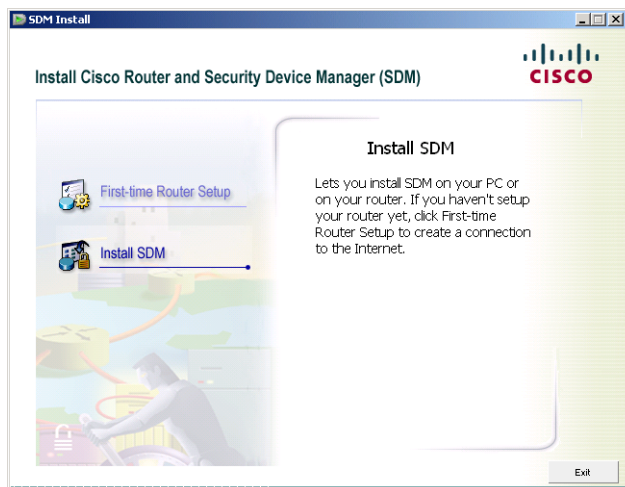 SDM Install
CISCO
Install Cisco Router and Security Device Manager (SDM)
First-time Router Setup
Install SDM
Install SDM
Lets you install SDM on your PC or
on your router. If you haven't setup
your router yet, click First-time
Router Setup to create a connection
to the Internet.
Exit